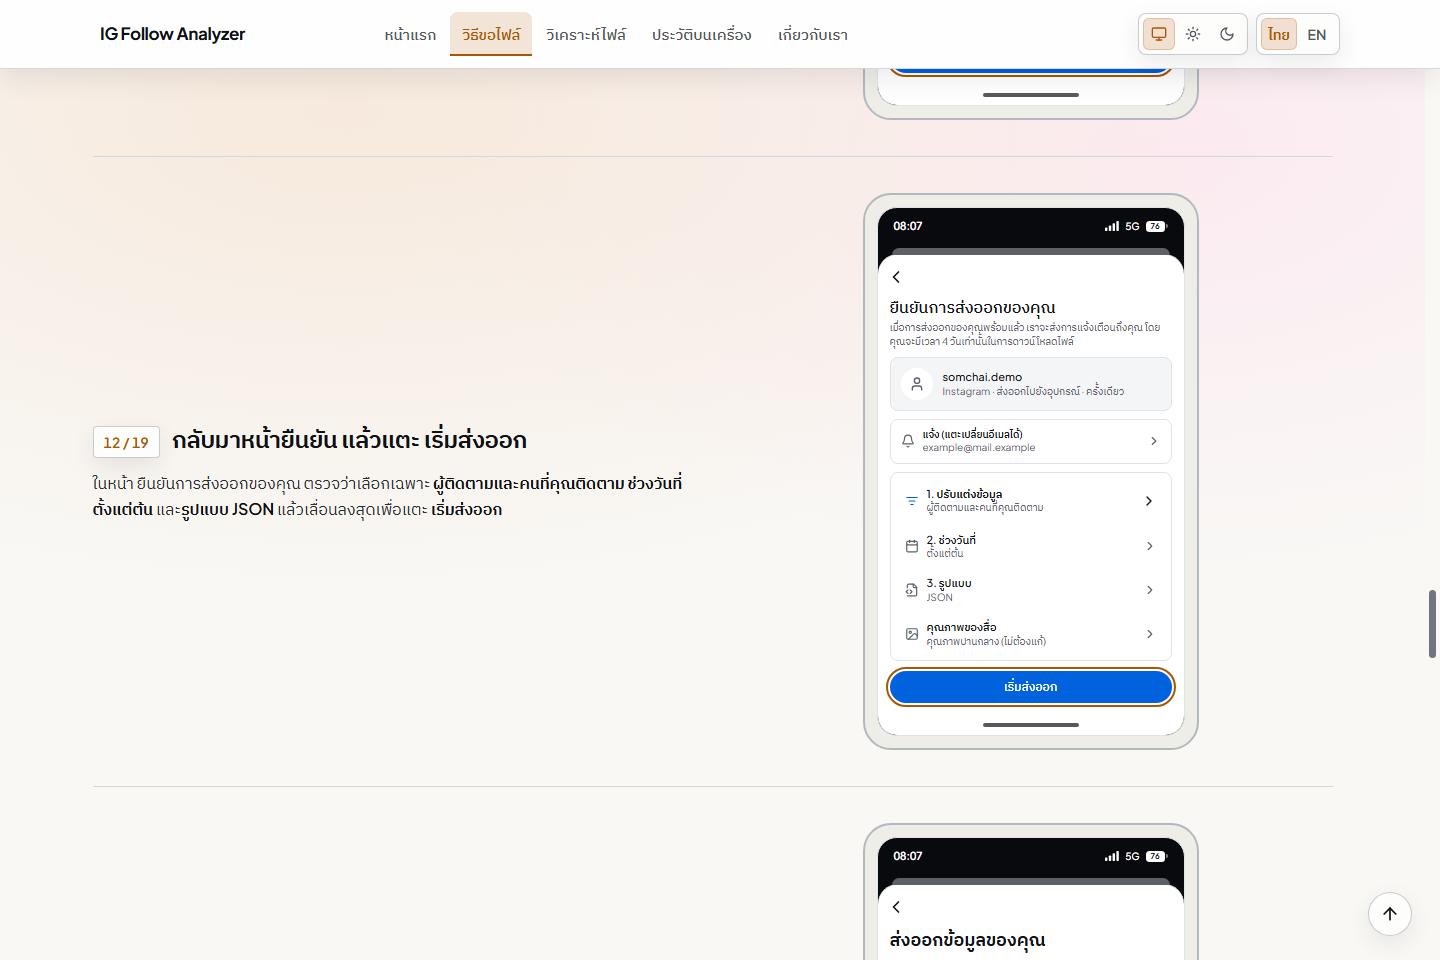 IG Follow Analyzer
หน้าแรก
วิธีขอไฟล์
วิเคราะห์ไฟล์
ประวัติบนเครื่อง
เกี่ยวกับเรา
ไทย
EN
12/19
กลับมาหน้ายืนยัน แล้วแตะ เริ่มส่งออก
ในหน้า ยืนยันการส่งออกของคุณ ตรวจว่าเลือกเฉพาะ ผู้ติดตามและคนที่คุณติดตาม ช่วงวันที่
ตั้งแต่ต้น และรูปแบบ JSON แล้วเลื่อนลงสุดเพื่อแตะ เริ่มส่งออก
08:07
5G
76
ยืนยันการส่งออกของคุณ
เมื่อการส่งออกของคุณพร้อมแล้ว เราจะส่งการแจ้งเตือนถึงคุณ โดย
คุณจะมีเวลา 4 วันเท่านั้นในการดาวน์โหลดไฟล์
somchai.demo
Instagram · ส่งออกไปยังอุปกรณ์ · ครั้งเดียว
แจ้ง (แตะเปลี่ยนอีเมลได้)
example@mail.example
1. ปรับแต่งข้อมูล
ผู้ติดตามและคนที่คุณติดตาม
2. ช่วงวันที่
ตั้งแต่ต้น
3. รูปแบบ
JSON
คุณภาพของสื่อ
คุณภาพปานกลาง (ไม่ต้องแก้)
เริ่มส่งออก
08:07
5G
76
ส่งออกข้อมูลของคุณ